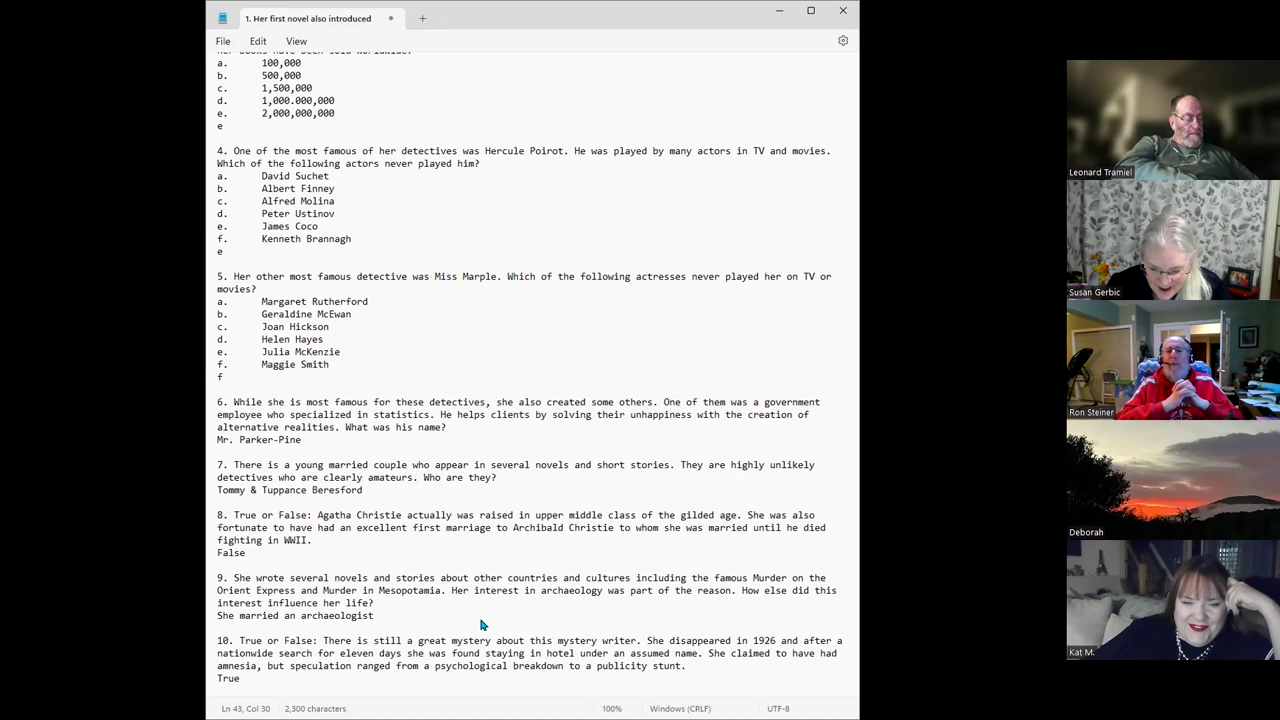 1. Her first novel also introduced
File Edit View
her books have been sold worldwide.
a. 100,000
b. 500,000
c. 1,500,000
d. 1,000.000,000
e. 2,000,000,000
e
4. One of the most famous of her detectives was Hercule Poirot. He was played by many actors in TV and movies.
Which of the following actors never played him?
a. David Suchet
b. Albert Finney
c. Alfred Molina
d. Peter Ustinov
e. James Coco
f. Kenneth Brannagh
e
5. Her other most famous detective was Miss Marple. Which of the following actresses never played her on TV or
movies?
a. Margaret Rutherford
b. Geraldine McEwan
c. Joan Hickson
d. Helen Hayes
e. Julia McKenzie
f. Maggie Smith
f
6. While she is most famous for these detectives, she also created some others. One of them was a government
employee who specialized in statistics. He helps clients by solving their unhappiness with the creation of
alternative realities. What was his name?
Mr. Parker-Pine
7. There is a young married couple who appear in several novels and short stories. They are highly unlikely
detectives who are clearly amateurs. Who are they?
Tommy & Tuppance Beresford
8. True or False: Agatha Christie actually was raised in upper middle class of the gilded age. She was also
fortunate to have had an excellent first marriage to Archibald Christie to whom she was married until he died
fighting in WWII.
False
9. She wrote several novels and stories about other countries and cultures including the famous Murder on the
Orient Express and Murder in Mesopotamia. Her interest in archaeology was part of the reason. How else did this
interest influence her life?
She married an archaeologist
10. True or False: There is still a great mystery about this mystery writer. She disappeared in 1926 and after a
nationwide search for eleven days she was found staying in hotel under an assumed name. She claimed to have had
amnesia, but speculation ranged from a psychological breakdown to a publicity stunt.
True
Ln 43, Col 30 2,300 characters 100% Windows (CRLF) UTF-8
Leonard Tramiel
Susan Gerbic
Ron Steiner
Deborah
Kat M.